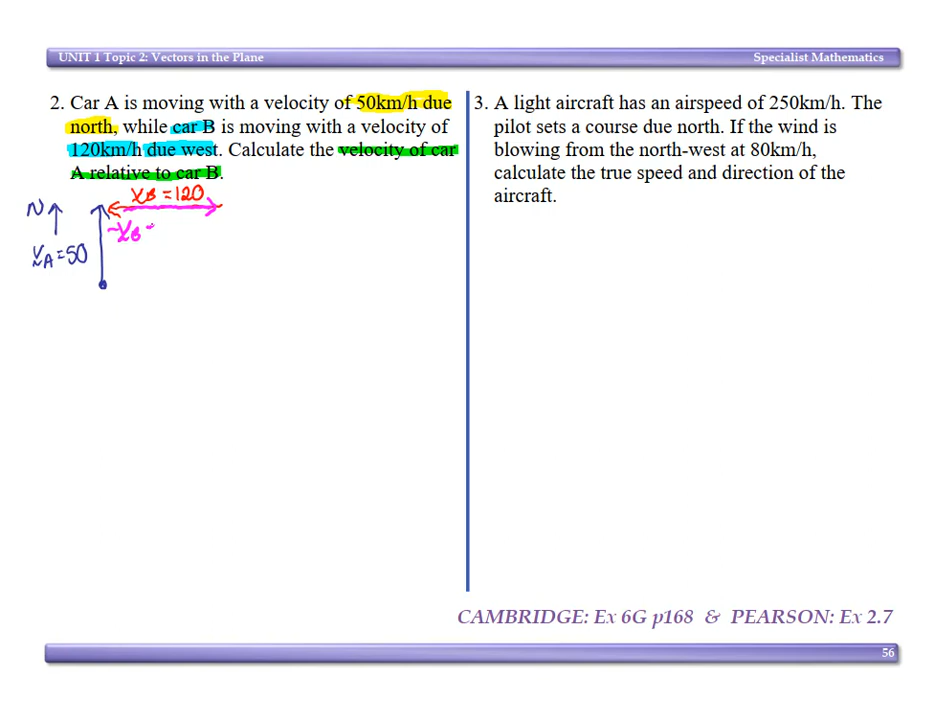 UNIT 1 Topic 2: Vectors in the Plane
Specialist Mathematics
2. Car A is moving with a velocity of 50km/h due
north, while car B is moving with a velocity of
120km/h due west. Calculate the velocity of car
A relative to car B.
VB = 120
N
-VB =
VA = 50
3. A light aircraft has an airspeed of 250km/h. The
pilot sets a course due north. If the wind is
blowing from the north-west at 80km/h,
calculate the true speed and direction of the
aircraft.
CAMBRIDGE: Ex 6G p168 & PEARSON: Ex 2.7
56